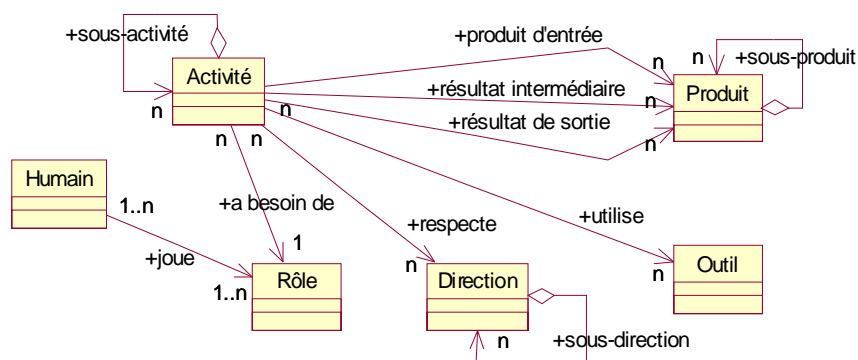 +sous-activité
Activité
n
n
n
n
+produit d'entrée
n
+résultat intermédiaire
n
+résultat de sortie
n
n
+sous-produit
Produit
Humain
1..n
+joue
1..n
+a besoin de
1
Rôle
+respecte
n
Direction
+sous-direction
n
+utilise
n
Outil